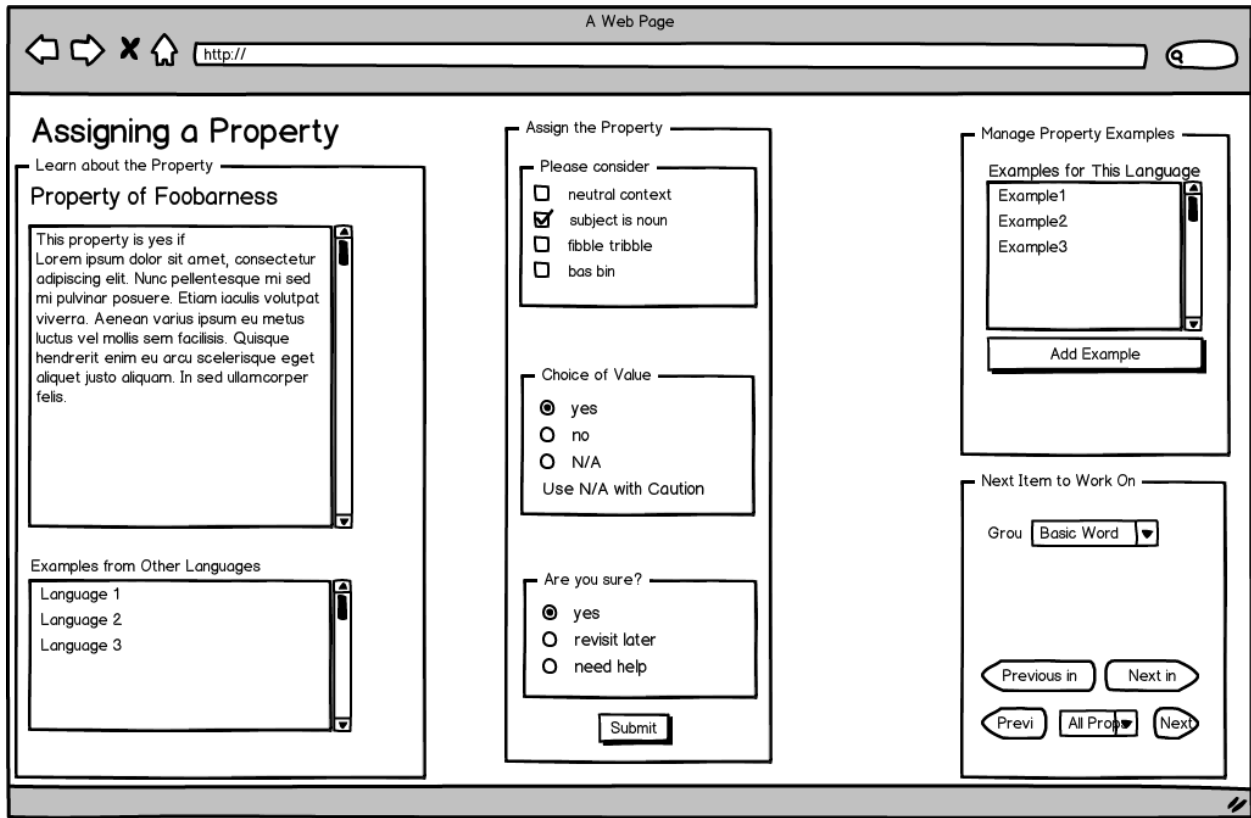 A Web Page
http://
Assigning a Property
Learn about the Property
Property of Foobarness
This property is yes if
Lorem ipsum dolor sit amet, consectetur
adipiscing elit. Nunc pellentesque mi sed
mi pulvinar posuere. Etiam iaculis volutpat
viverra. Aenean varius ipsum eu metus
luctus vel mollis sem facilisis. Quisque
hendrerit enim eu arcu scelerisque eget
aliquet justo aliquam. In sed ullamcorper
felis.
Examples from Other Languages
Language 1
Language 2
Language 3
Assign the Property
Please consider
neutral context
subject is noun
fibble tribble
bas bin
Choice of Value
yes
no
N/A
Use N/A with Caution
Are you sure?
yes
revisit later
need help
Submit
Manage Property Examples
Examples for This Language
Example1
Example2
Example3
Add Example
Next Item to Work On
Grou Basic Word
Previous in Next in
Previ All Props Next